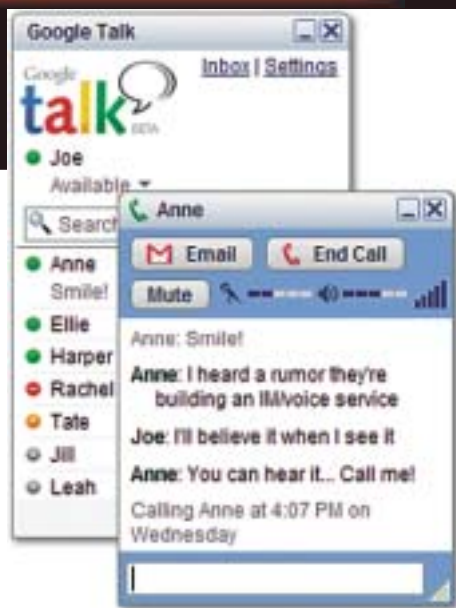 Google Talk
Inbox | Settings
Google
talk
BETA
Joe
Available
Search
Anne
Smile!
Ellie
Harper
Rachel
Tate
Jill
Leah
Anne
Email
End Call
Mute
Anne: Smile!
Anne: I heard a rumor they're
building an IM/voice service
Joe: I'll believe it when I see it
Anne: You can hear it... Call me!
Calling Anne at 4:07 PM on
Wednesday